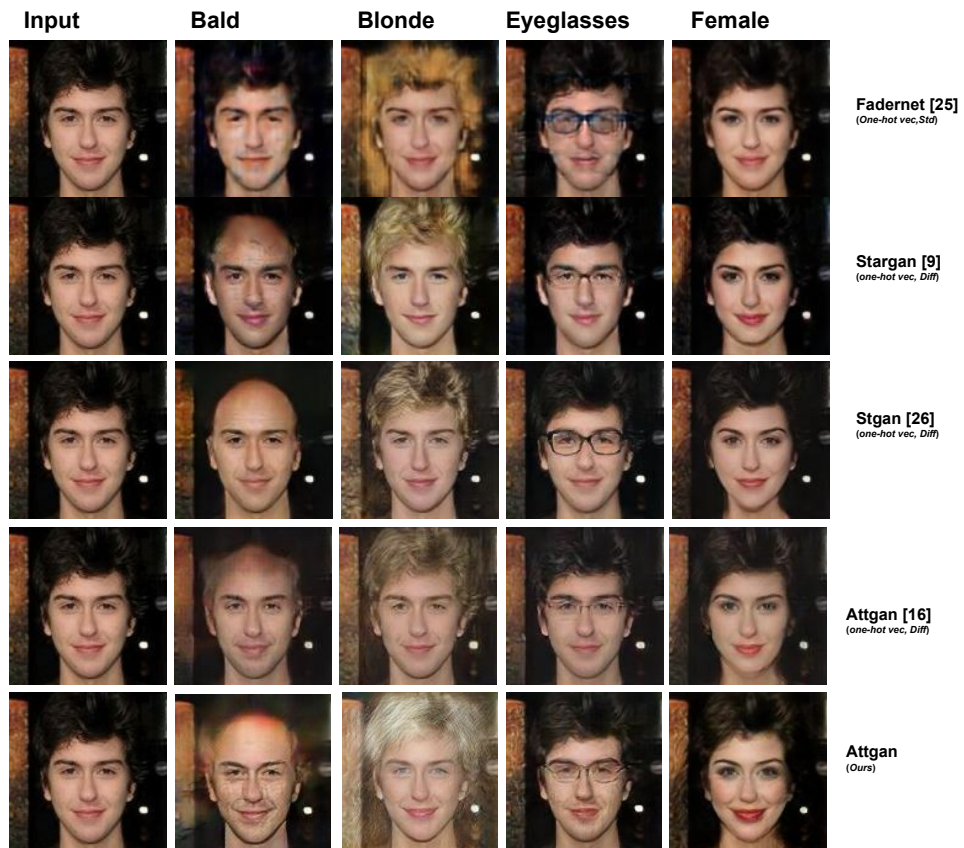 Input Bald Blonde Eyeglasses Female
Fadernet [25]
(One-hot vec,Std)
Stargan [9]
(one-hot vec, Diff)
Stgan [26]
(one-hot vec, Diff)
Attgan [16]
(one-hot vec, Diff)
Attgan
(Ours)